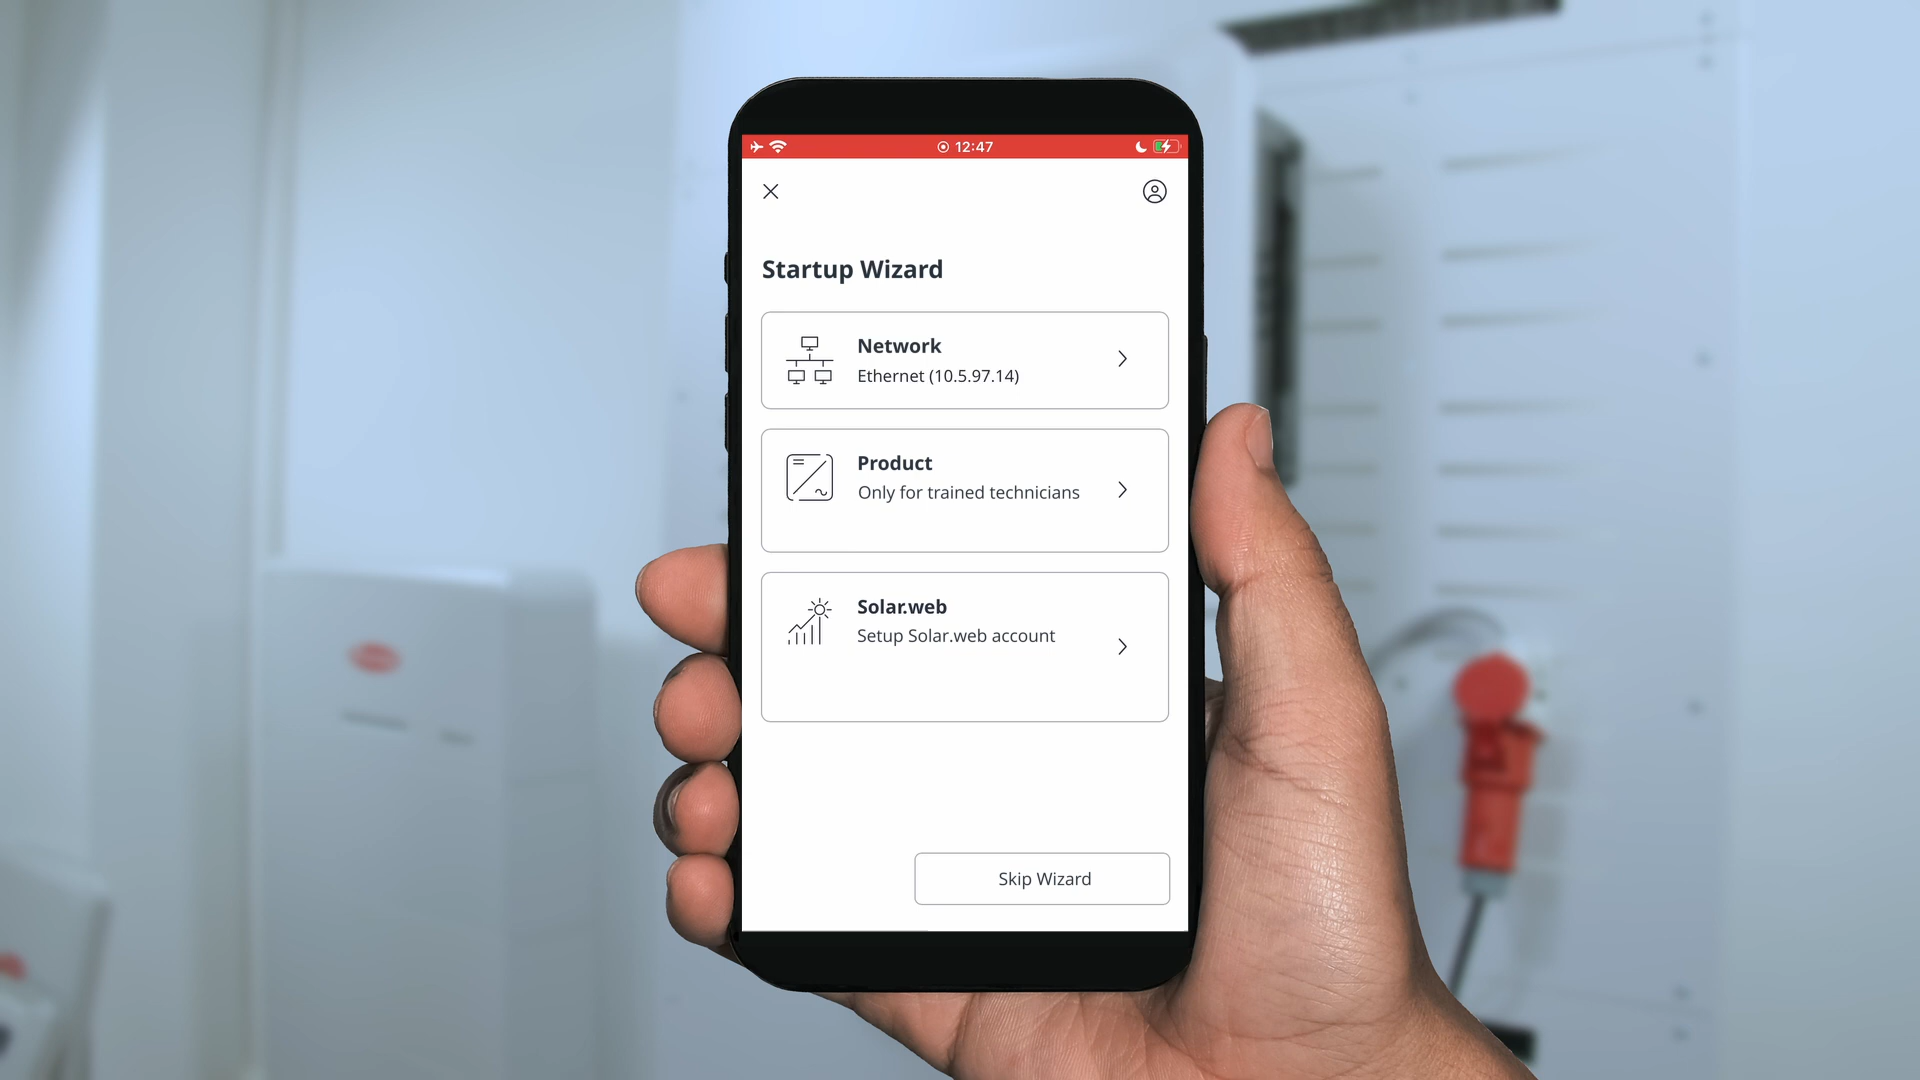 12:47
Startup Wizard
Network
Ethernet (10.5.97.14)
Product
Only for trained technicians
Solar.web
Setup Solar.web account
Skip Wizard